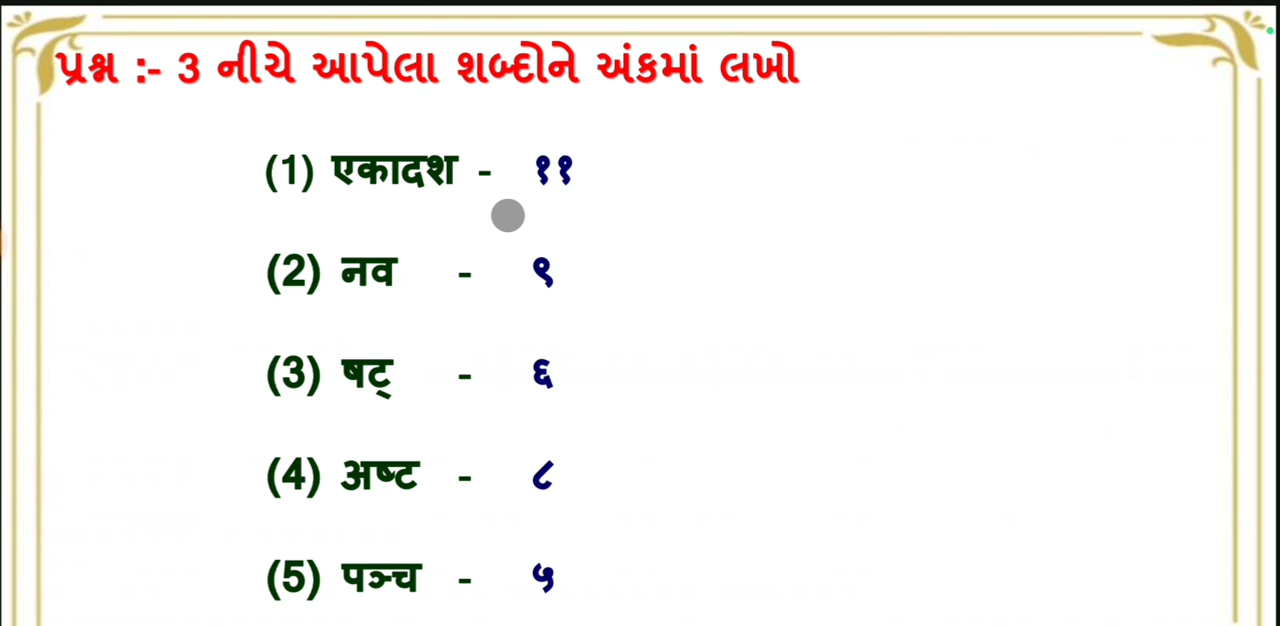 પ્રશ્ન :- 3 નીચે આપેલા શબ્દોને અંકમાં લખો
(1) एकादश - ११
(2) नव - ९
(3) षट् - ६
(4) अष्ट - ८
(5) पञ्च - ५